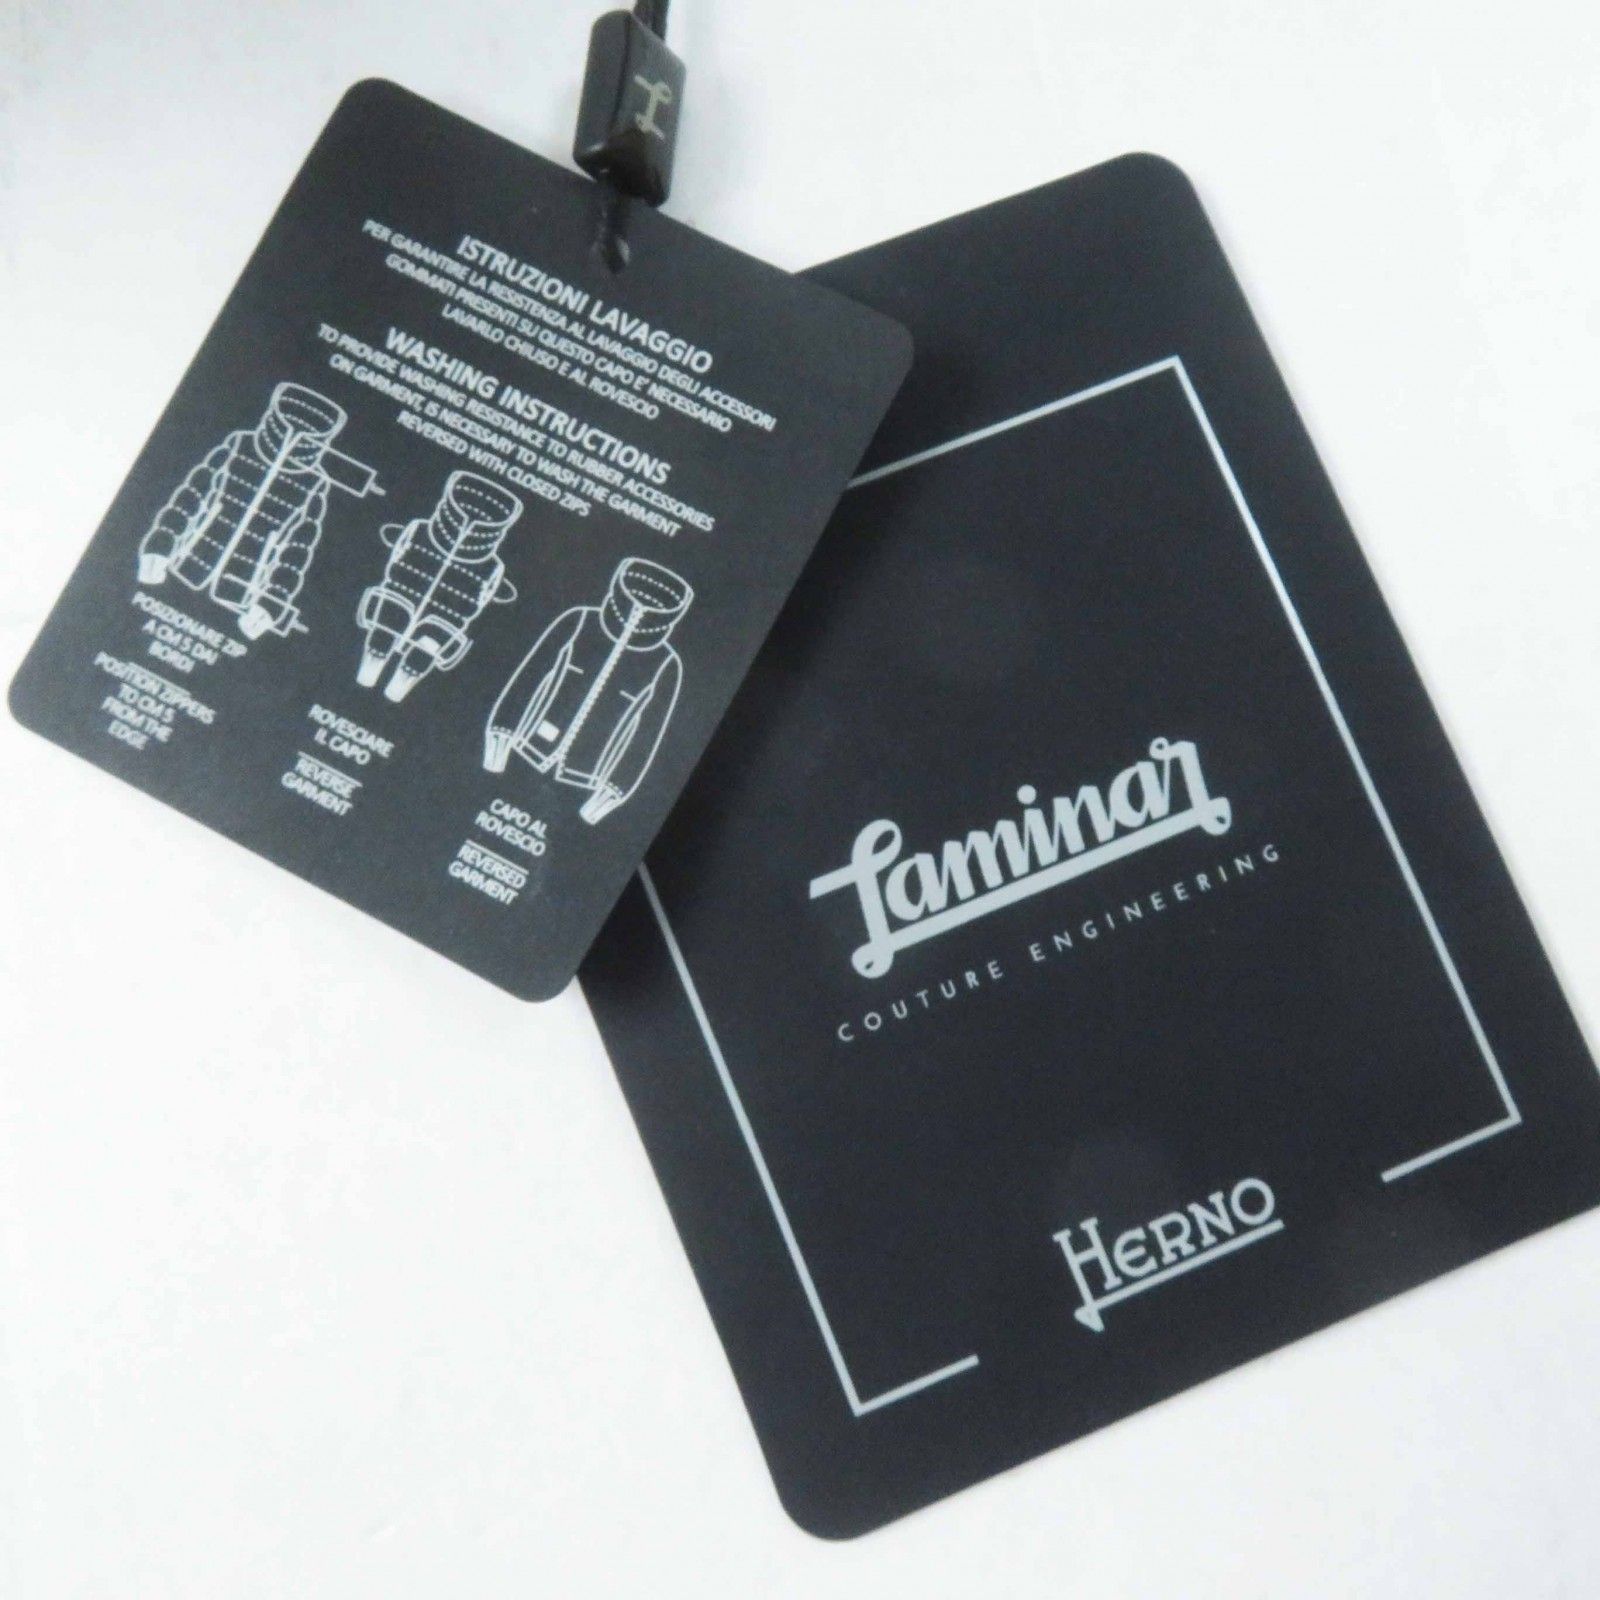 L
ISTRUZIONI LAVAGGIO
PER GARANTIRE LA RESISTENZA AL LAVAGGIO DEGLI ACCESSORI
GOMMATI PRESENTI SU QUESTO CAPO E' NECESSARIO
LAVARLO CHIUSO E AL ROVESCIO
WASHING INSTRUCTIONS
TO PROVIDE WASHING RESISTANCE TO RUBBER ACCESSORIES
ON GARMENT, IS NECESSARY TO WASH THE GARMENT
REVERSED WITH CLOSED ZIPS
POSIZIONARE ZIP
A CM 5 DAI
BORDI
POSITION ZIPPERS
TO CM 5
FROM THE
EDGE
ROVESCIARE
IL CAPO
REVERSE
GARMENT
CAPO AL
ROVESCIO
REVERSED
GARMENT
Laminar
COUTURE ENGINEERING
HERNO